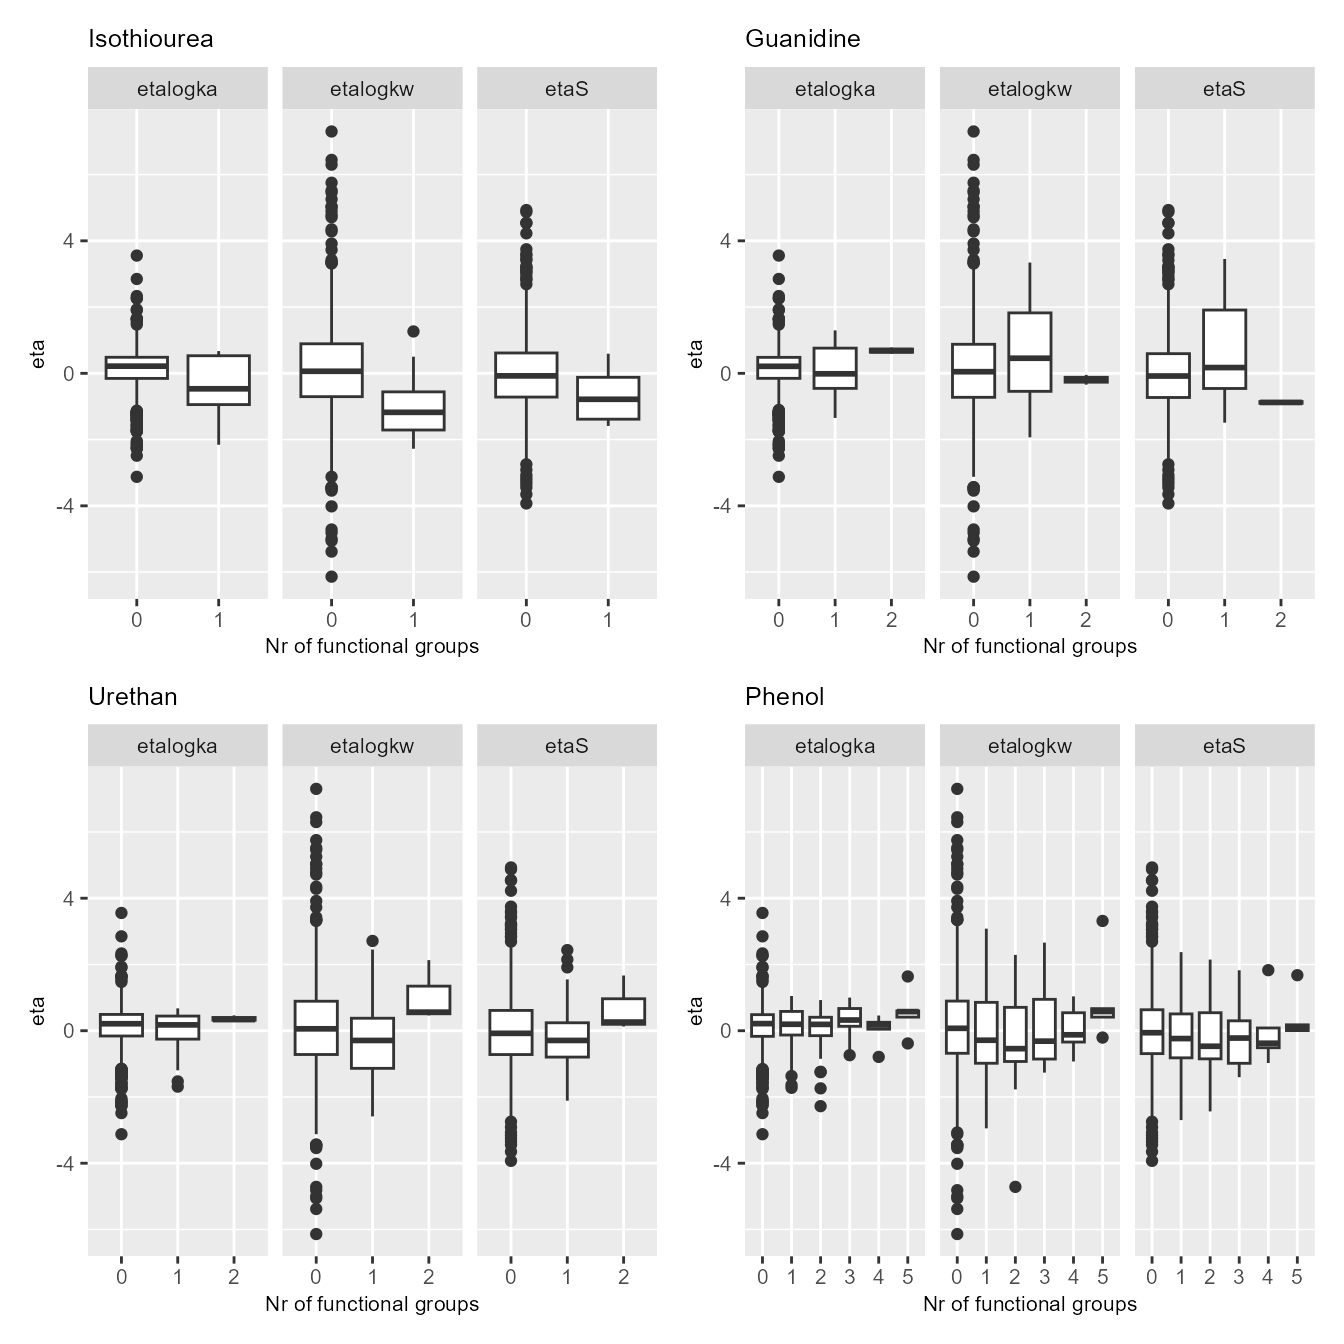 Isothiourea
etalogka etalogkw etaS
eta
4
0
-4
0 1 0 1 0 1
Nr of functional groups
Guanidine
etalogka etalogkw etaS
eta
4
0
-4
0 1 2 0 1 2 0 1 2
Nr of functional groups
Urethan
etalogka etalogkw etaS
eta
4
0
-4
0 1 2 0 1 2 0 1 2
Nr of functional groups
Phenol
etalogka etalogkw etaS
eta
4
0
-4
0 1 2 3 4 5 0 1 2 3 4 5 0 1 2 3 4 5
Nr of functional groups